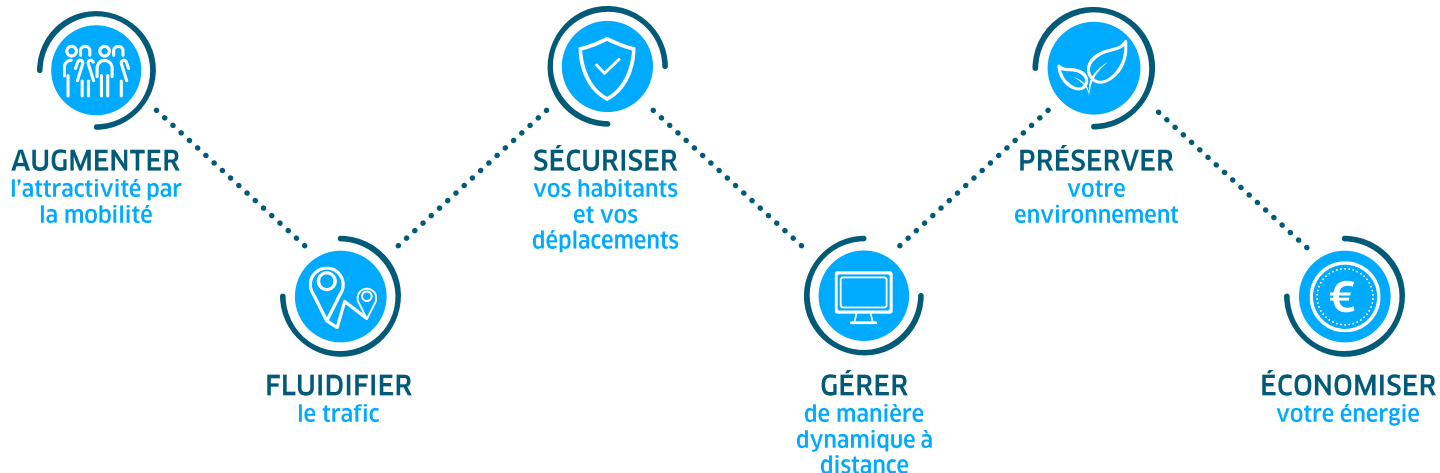 AUGMENTER
l'attractivité par
la mobilité
FLUIDIFIER
le trafic
SÉCURISER
vos habitants
et vos
déplacements
GÉRER
de manière
dynamique à
distance
PRÉSERVER
votre
environnement
€
ÉCONOMISER
votre énergie